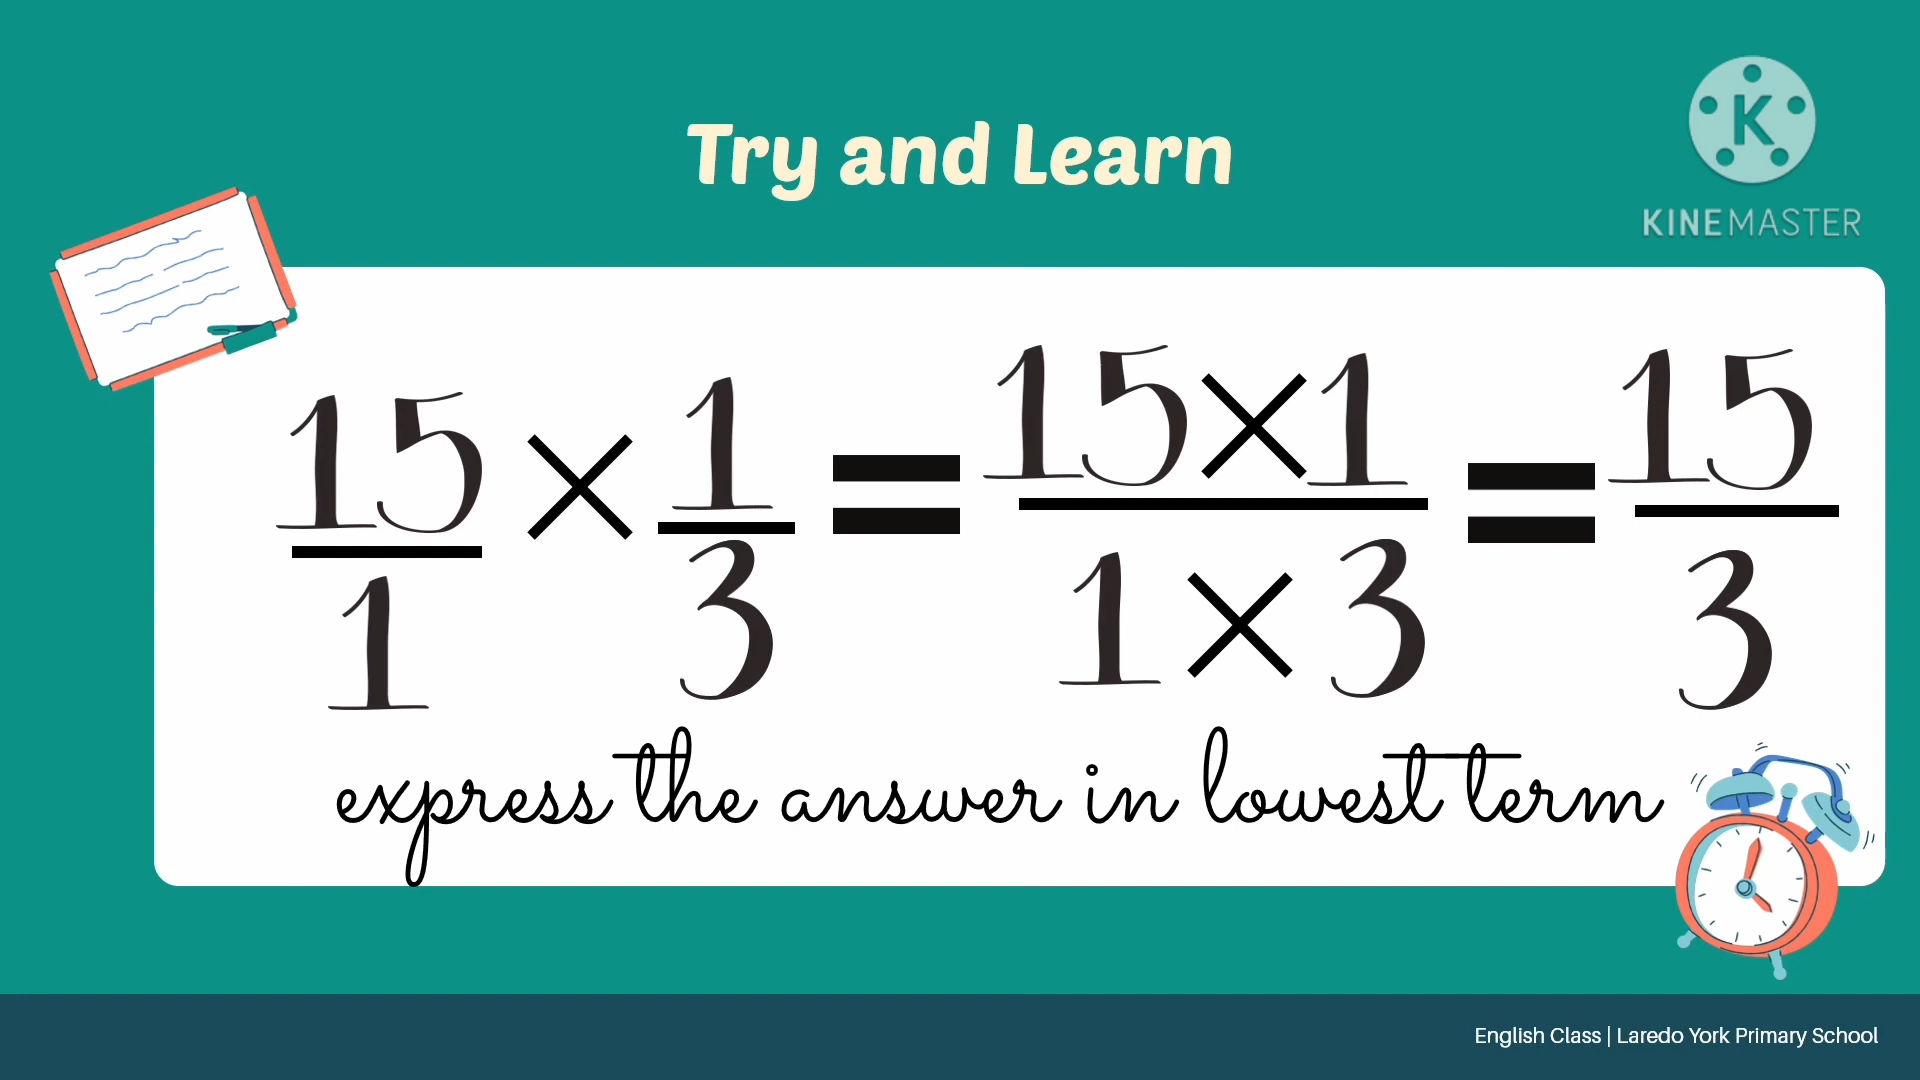 Try and Learn
K
KINEMASTER
15/1 × 1/3 = 15×1/1×3 = 15/3
express the answer in lowest term
English Class | Laredo York Primary School